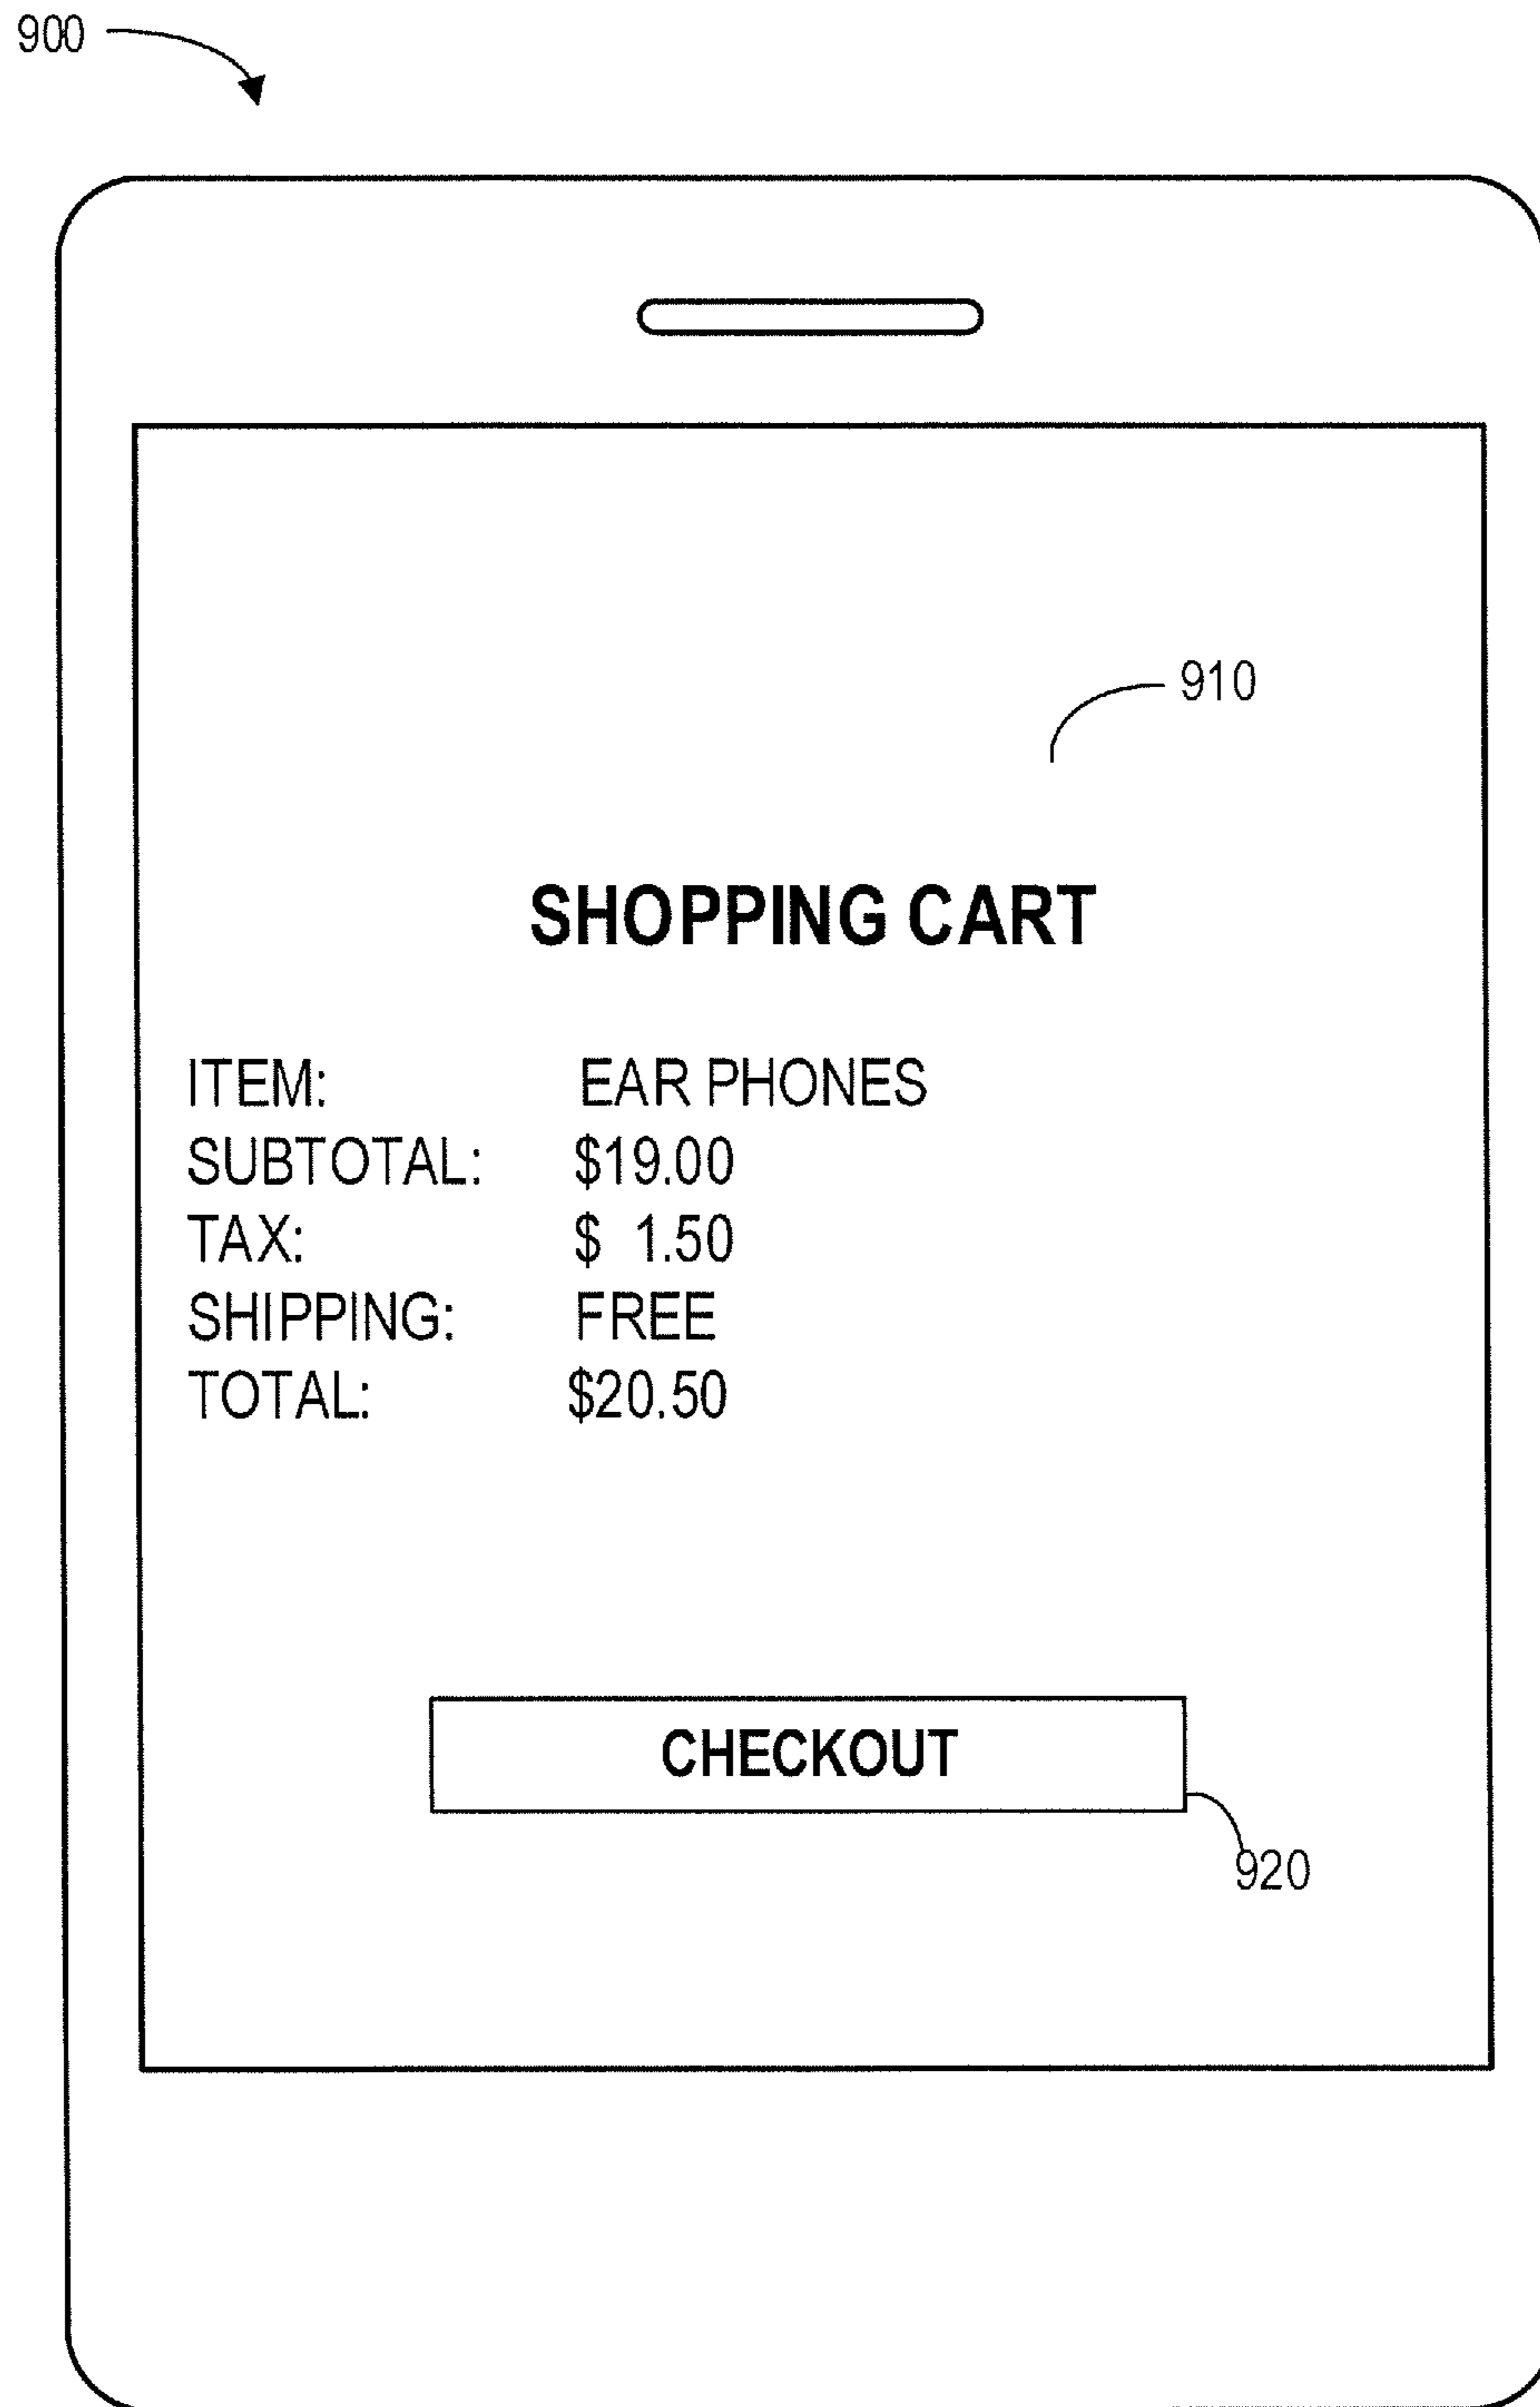 900
910
SHOPPING CART
ITEM: EAR PHONES
SUBTOTAL: $19.00
TAX: $ 1.50
SHIPPING: FREE
TOTAL: $20.50
CHECKOUT
920